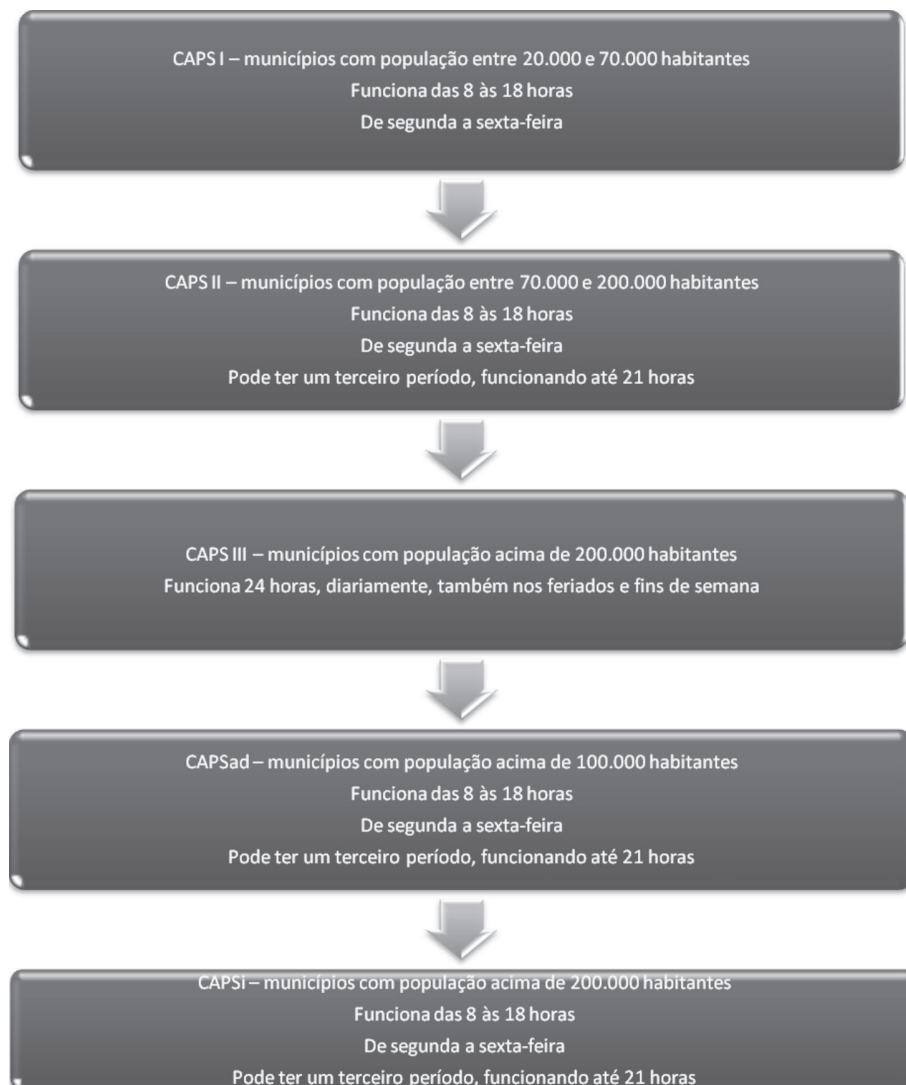 CAPS I – municípios com população entre 20.000 e 70.000 habitantes
Funciona das 8 às 18 horas
De segunda a sexta-feira
CAPS II – municípios com população entre 70.000 e 200.000 habitantes
Funciona das 8 às 18 horas
De segunda a sexta-feira
Pode ter um terceiro período, funcionando até 21 horas
CAPS III – municípios com população acima de 200.000 habitantes
Funciona 24 horas, diariamente, também nos feriados e fins de semana
CAPSad – municípios com população acima de 100.000 habitantes
Funciona das 8 às 18 horas
De segunda a sexta-feira
Pode ter um terceiro período, funcionando até 21 horas
CAPSi – municípios com população acima de 200.000 habitantes
Funciona das 8 às 18 horas
De segunda a sexta-feira
Pode ter um terceiro período, funcionando até 21 horas